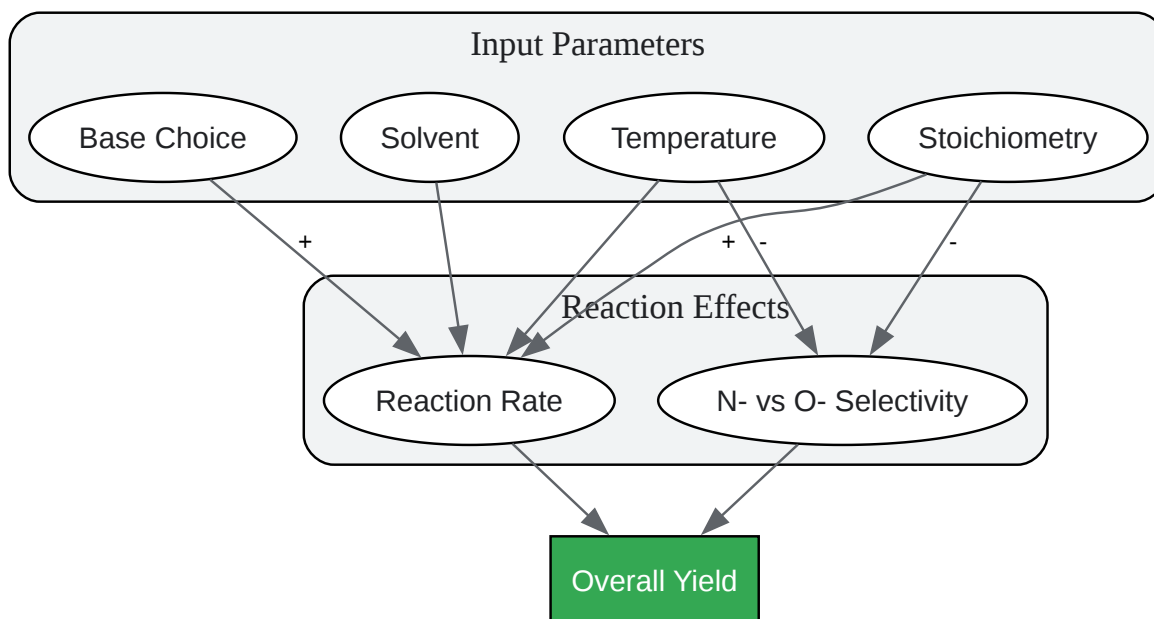 Input Parameters
Base Choice
Solvent
Temperature
Stoichiometry
+
+
-
-
Reaction Effects
Reaction Rate
N- vs O- Selectivity
Overall Yield